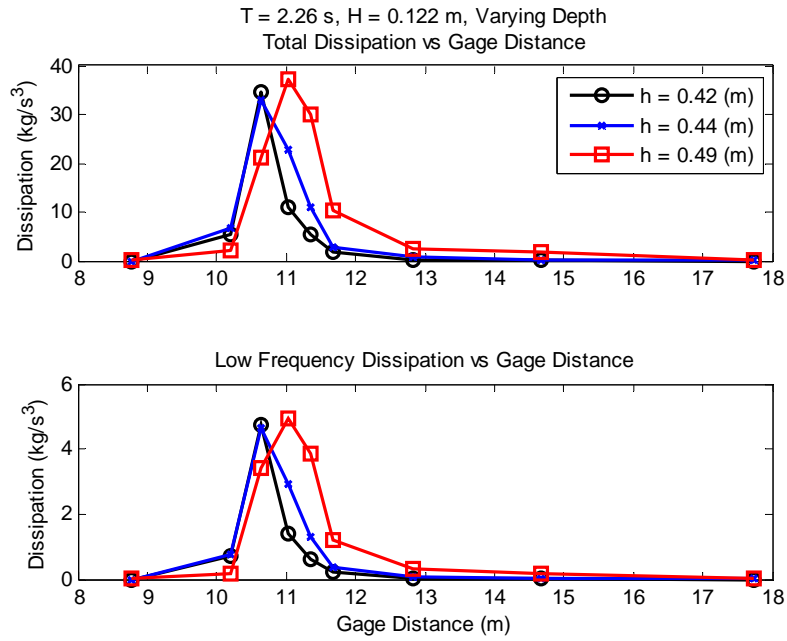 T = 2.26 s, H = 0.122 m, Varying Depth
Total Dissipation vs Gage Distance
40
30
20
10
0
Dissipation (kg/s³)
h = 0.42 (m)
h = 0.44 (m)
h = 0.49 (m)
8 9 10 11 12 13 14 15 16 17 18
Low Frequency Dissipation vs Gage Distance
6
4
2
0
Dissipation (kg/s³)
8 9 10 11 12 13 14 15 16 17 18
Gage Distance (m)